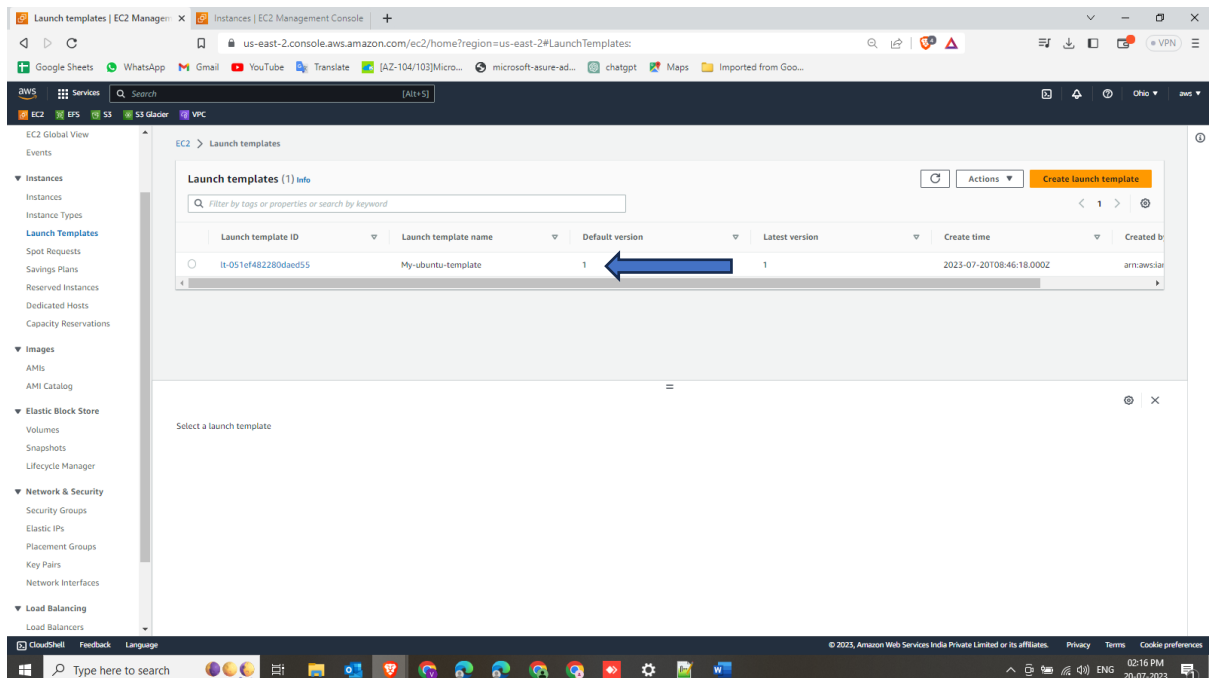 Launch templates | EC2 Managem
Instances | EC2 Management Console
us-east-2.console.aws.amazon.com/ec2/home?region=us-east-2#LaunchTemplates:
VPN
Google Sheets WhatsApp Gmail YouTube Translate [AZ-104/103]Micro... microsoft-asure-ad... chatgpt Maps Imported from Goo...
aws Services Search [Alt+S] Ohio ▼ aws ▼
EC2 EFS S3 S3 Glacier VPC
EC2 Global View
Events
Instances
Instances
Instance Types
Launch Templates
Spot Requests
Savings Plans
Reserved Instances
Dedicated Hosts
Capacity Reservations
Images
AMIs
AMI Catalog
Elastic Block Store
Volumes
Snapshots
Lifecycle Manager
Network & Security
Security Groups
Elastic IPs
Placement Groups
Key Pairs
Network Interfaces
Load Balancing
Load Balancers
EC2 > Launch templates
Launch templates (1) Info
Actions ▼ Create launch template
Filter by tags or properties or search by keyword
< 1 >
Launch template ID Launch template name Default version Latest version Create time Created b
lt-051ef482280daed55 My-ubuntu-template 1 1 2023-07-20T08:46:18.000Z arn:aws:iar
Select a launch template
CloudShell Feedback Language © 2023, Amazon Web Services India Private Limited or its affiliates. Privacy Terms Cookie preferences
Type here to search
ENG
02:16 PM
20-07-2023